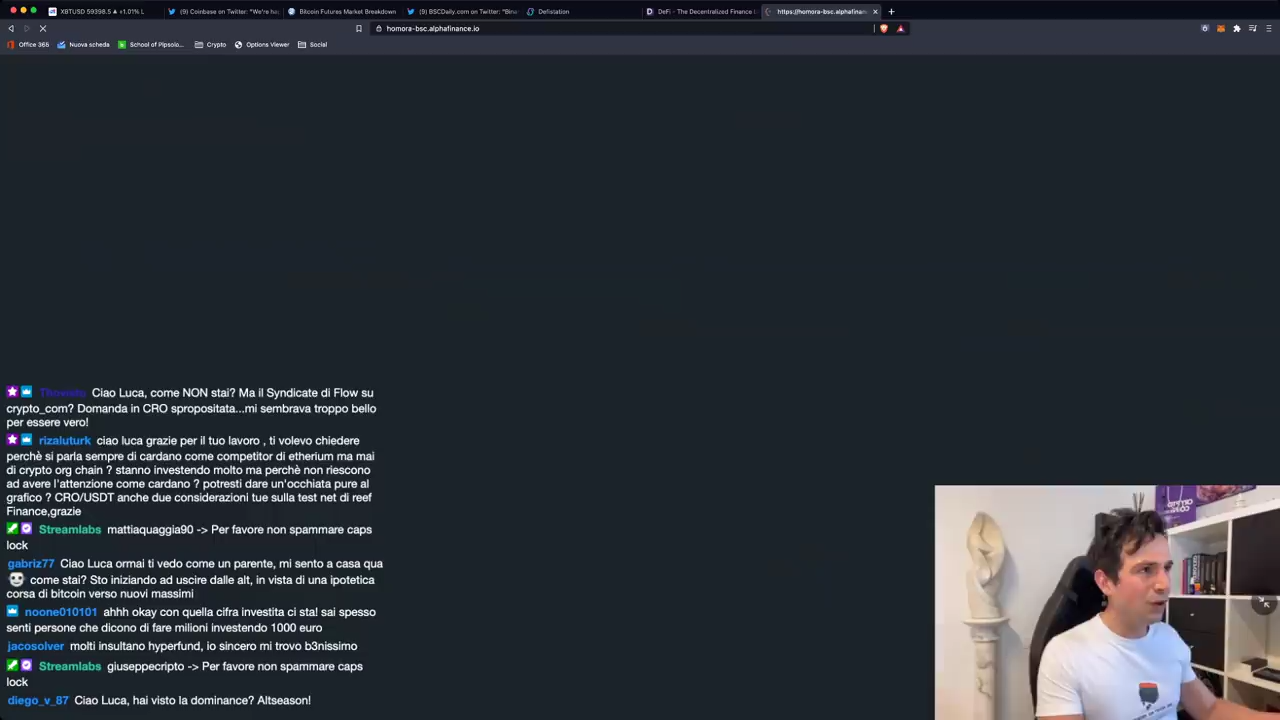 XBTUSD 59398.5 ▲ +1.01% L
(9) Coinbase on Twitter: "We're ha
Bitcoin Futures Market Breakdown
(9) BSCDaily.com on Twitter: "Bina
Defistation
DeFi - The Decentralized Finance L
https://homora-bsc.alphafinan
homora-bsc.alphafinance.io
Office 365
Nuova scheda
School of Pipsolo...
Crypto
Options Viewer
Social
Ciao Luca, come NON stai? Ma il Syndicate di Flow su
crypto_com? Domanda in CRO spropositata...mi sembrava troppo bello
per essere vero!
rizaluturk ciao luca grazie per il tuo lavoro , ti volevo chiedere
perchè si parla sempre di cardano come competitor di etherium ma mai
di crypto org chain ? stanno investendo molto ma perchè non riescono
ad avere l'attenzione come cardano ? potresti dare un'occhiata pure al
grafico ? CRO/USDT anche due considerazioni tue sulla test net di reef
Finance,grazie
Streamlabs mattiaquaggia90 -> Per favore non spammare caps
lock
gabriz77 Ciao Luca ormai ti vedo come un parente, mi sento a casa qua
come stai? Sto iniziando ad uscire dalle alt, in vista di una ipotetica
corsa di bitcoin verso nuovi massimi
noone010101 ahhh okay con quella cifra investita ci sta! sai spesso
senti persone che dicono di fare milioni investendo 1000 euro
jacosolver molti insultano hyperfund, io sincero mi trovo b3nissimo
Streamlabs giuseppecripto -> Per favore non spammare caps
lock
diego_v_87 Ciao Luca, hai visto la dominance? Altseason!